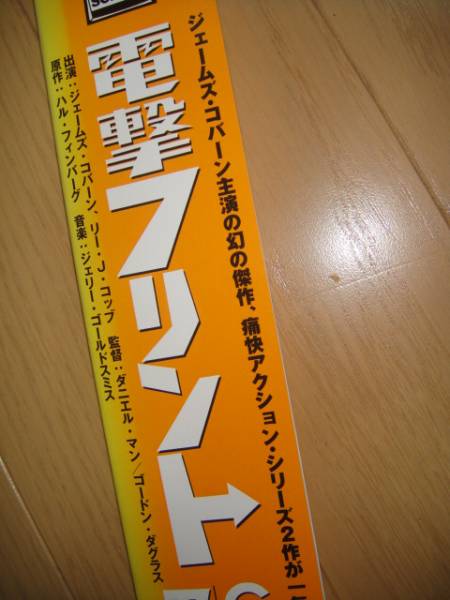 ジェームズ・コバーン主演の幻の傑作、痛快アクション・シリーズ2作が一
電撃フリント
出演：ジェームズ・コバーン、リー・J・コップ　監督：ダニエル・マン/ゴードン・ダグラス
原作：ハル・フィンバーグ　音楽：ジェリー・ゴールドスミス